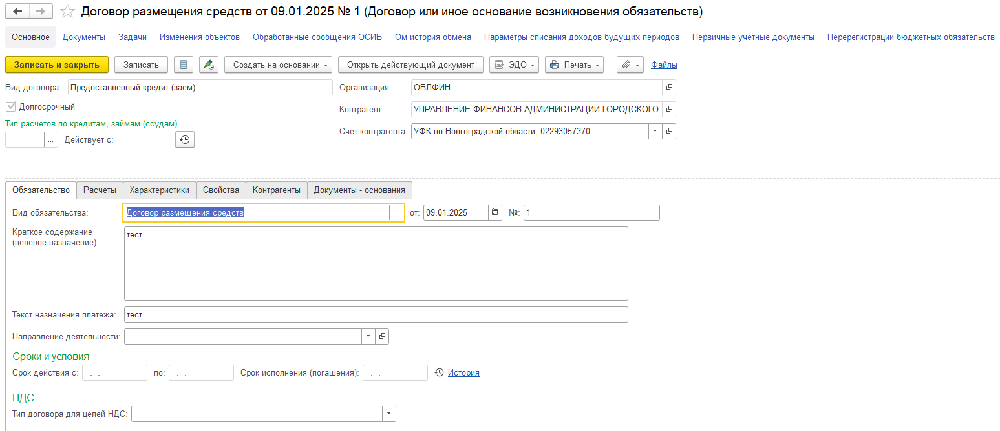 Договор размещения средств от 09.01.2025 № 1 (Договор или иное основание возникновения обязательств)
Основное Документы Задачи Изменения объектов Обработанные сообщения ОСИБ Ом история обмена Параметры списания доходов будущих периодов Первичные учетные документы Перерегистрации бюджетных обязательств
Записать и закрыть Записать Создать на основании Открыть действующий документ ЭДО Печать Файлы
Вид договора: Предоставленный кредит (заем) Организация: ОБЛФИН
Долгосрочный Контрагент: УПРАВЛЕНИЕ ФИНАНСОВ АДМИНИСТРАЦИИ ГОРОДСКОГО
Тип расчетов по кредитам, займам (ссудам)
Счет контрагента: УФК по Волгоградской области, 02293057370
... Действует с:
Обязательство Расчеты Характеристики Свойства Контрагенты Документы - основания
Вид обязательства: Договор размещения средств ... от: 09.01.2025 №: 1
Краткое содержание
(целевое назначение):
тест
Текст назначения платежа: тест
Направление деятельности:
Сроки и условия
Срок действия с: . . по: . . Срок исполнения (погашения): . . История
НДС
Тип договора для целей НДС: